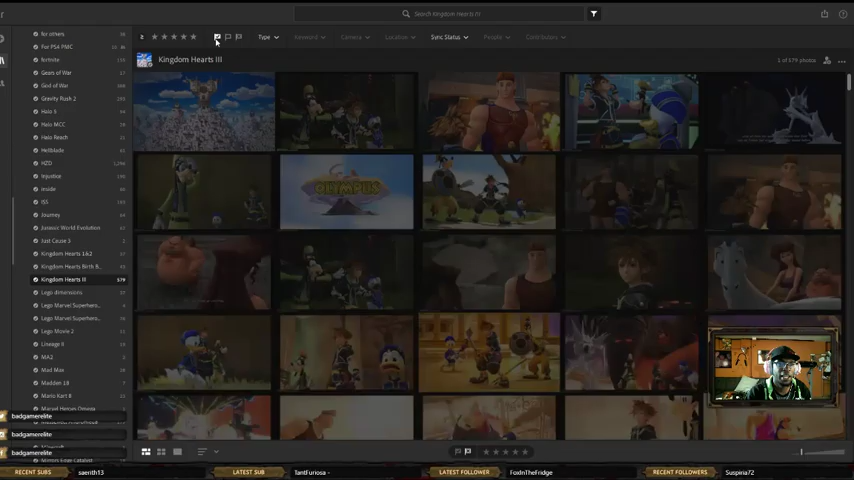 Search Kingdom Hearts III
Type
Keyword
Camera
Location
Sync Status
People
Contributors
Kingdom Hearts III
1 of 579 photos
for others
For PS4 PMC
fortnite
Gears of War
God of War
Gravity Rush 2
Halo 5
Halo MCC
Halo Reach
Hellblade
HZD
Injustice
Inside
ISS
Journey
Jurassic World Evolution
Just Cause 3
Kingdom Hearts 1&2
Kingdom Hearts Birth B..
Kingdom Hearts III 579
Lego dimensions
Lego Marvel Superhero..
Lego Marvel Superhero..
Lego Movie 2
Lineage II
MA2
Mad Max
Madden 18
Mario Kart 8
Marvel Heroes Omega
OLYMPUS
badgamerelite
badgamerelite
badgamerelite
RECENT SUBS saerith13 LATEST SUB TantFuriosa - LATEST FOLLOWER FoxInTheFridge RECENT FOLLOWERS Suspiria72